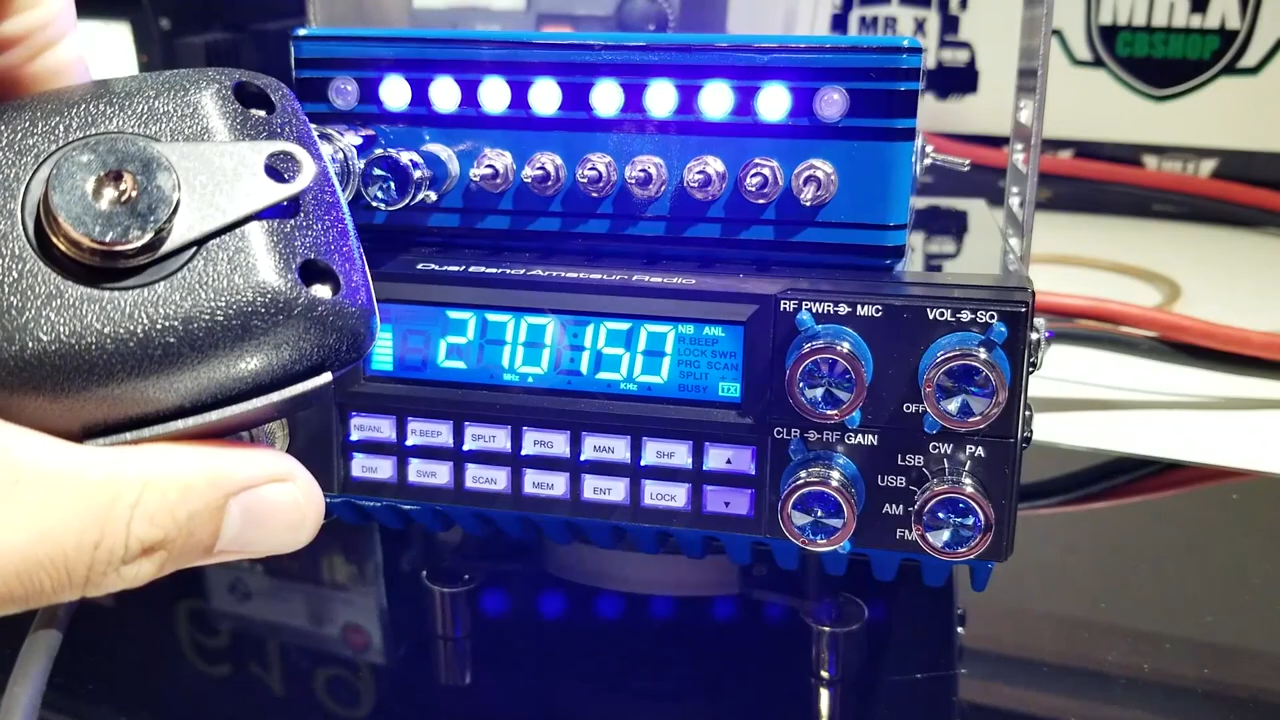 MR.X
MR.X
CBSHOP
Dual Band Amateur Radio
270150
NB ANL
R.BEEP
LOCK SWR
PRG SCAN
SPLIT
BUSY TX
MHz KHz
RF PWR MIC
VOL SQ
OFF
CLR RF GAIN
CW PA
LSB
USB
AM
FM
NB/ANL R.BEEP SPLIT PRG MAN SHF ▲
DIM SWR SCAN MEM ENT LOCK ▼